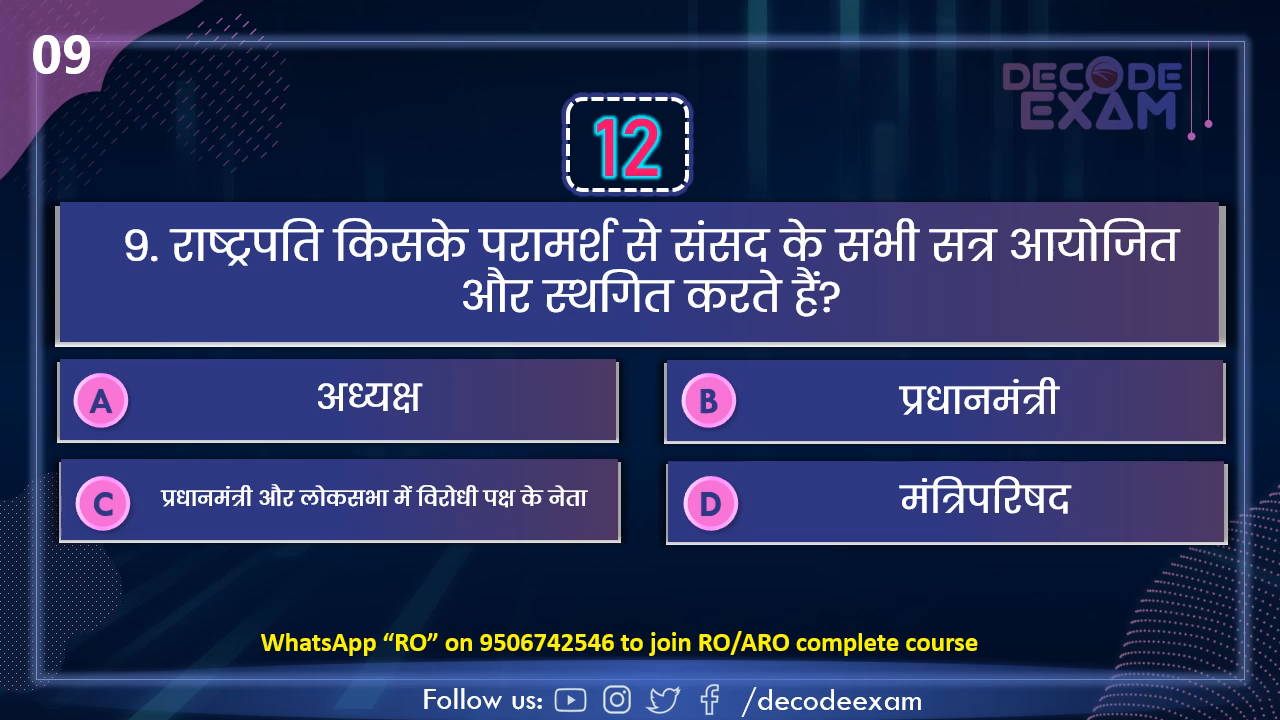 09
DECODE
EXAM
12
9. राष्ट्रपति किसके परामर्श से संसद के सभी सत्र आयोजित
और स्थगित करते हैं?
A अध्यक्ष
B प्रधानमंत्री
C प्रधानमंत्री और लोकसभा में विरोधी पक्ष के नेता
D मंत्रिपरिषद
WhatsApp “RO” on 9506742546 to join RO/ARO complete course
Follow us: /decodeexam